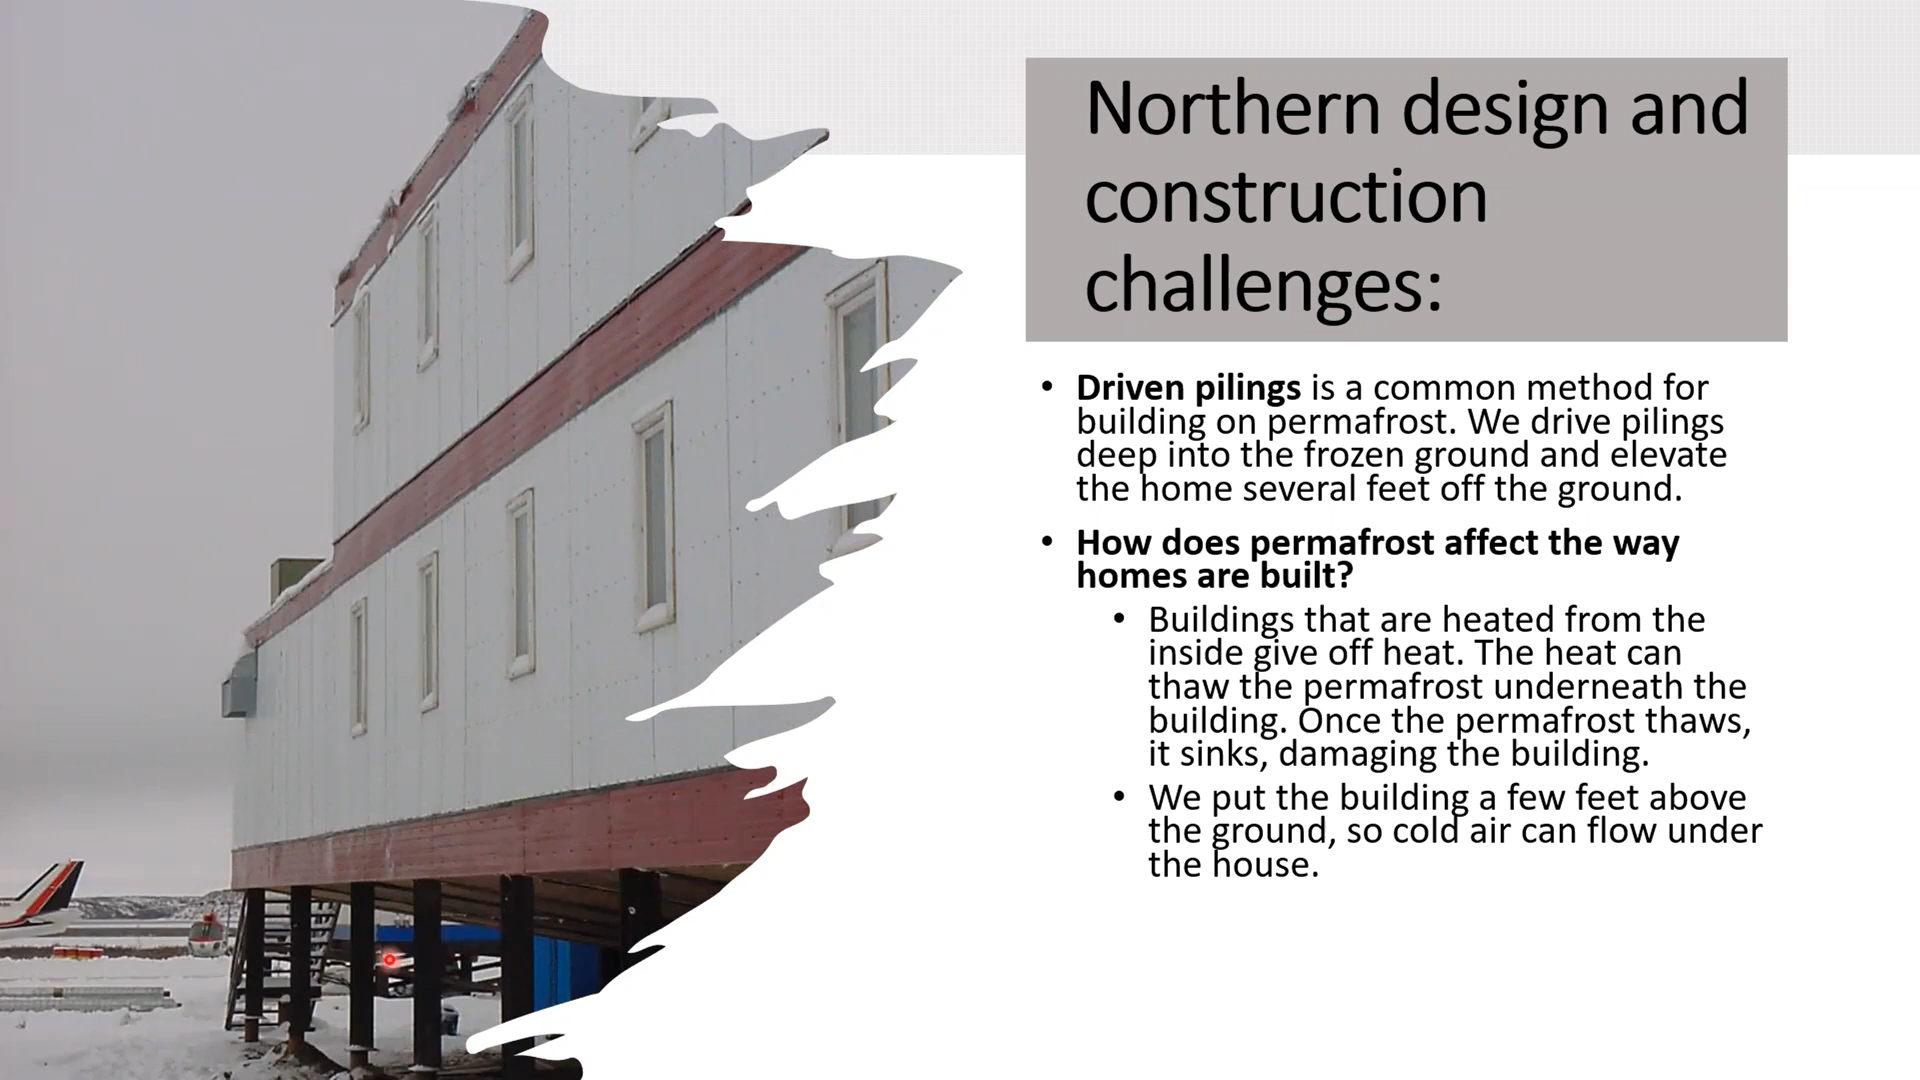 Northern design and
construction
challenges:
• Driven pilings is a common method for
building on permafrost. We drive pilings
deep into the frozen ground and elevate
the home several feet off the ground.
• How does permafrost affect the way
homes are built?
• Buildings that are heated from the
inside give off heat. The heat can
thaw the permafrost underneath the
building. Once the permafrost thaws,
it sinks, damaging the building.
• We put the building a few feet above
the ground, so cold air can flow under
the house.